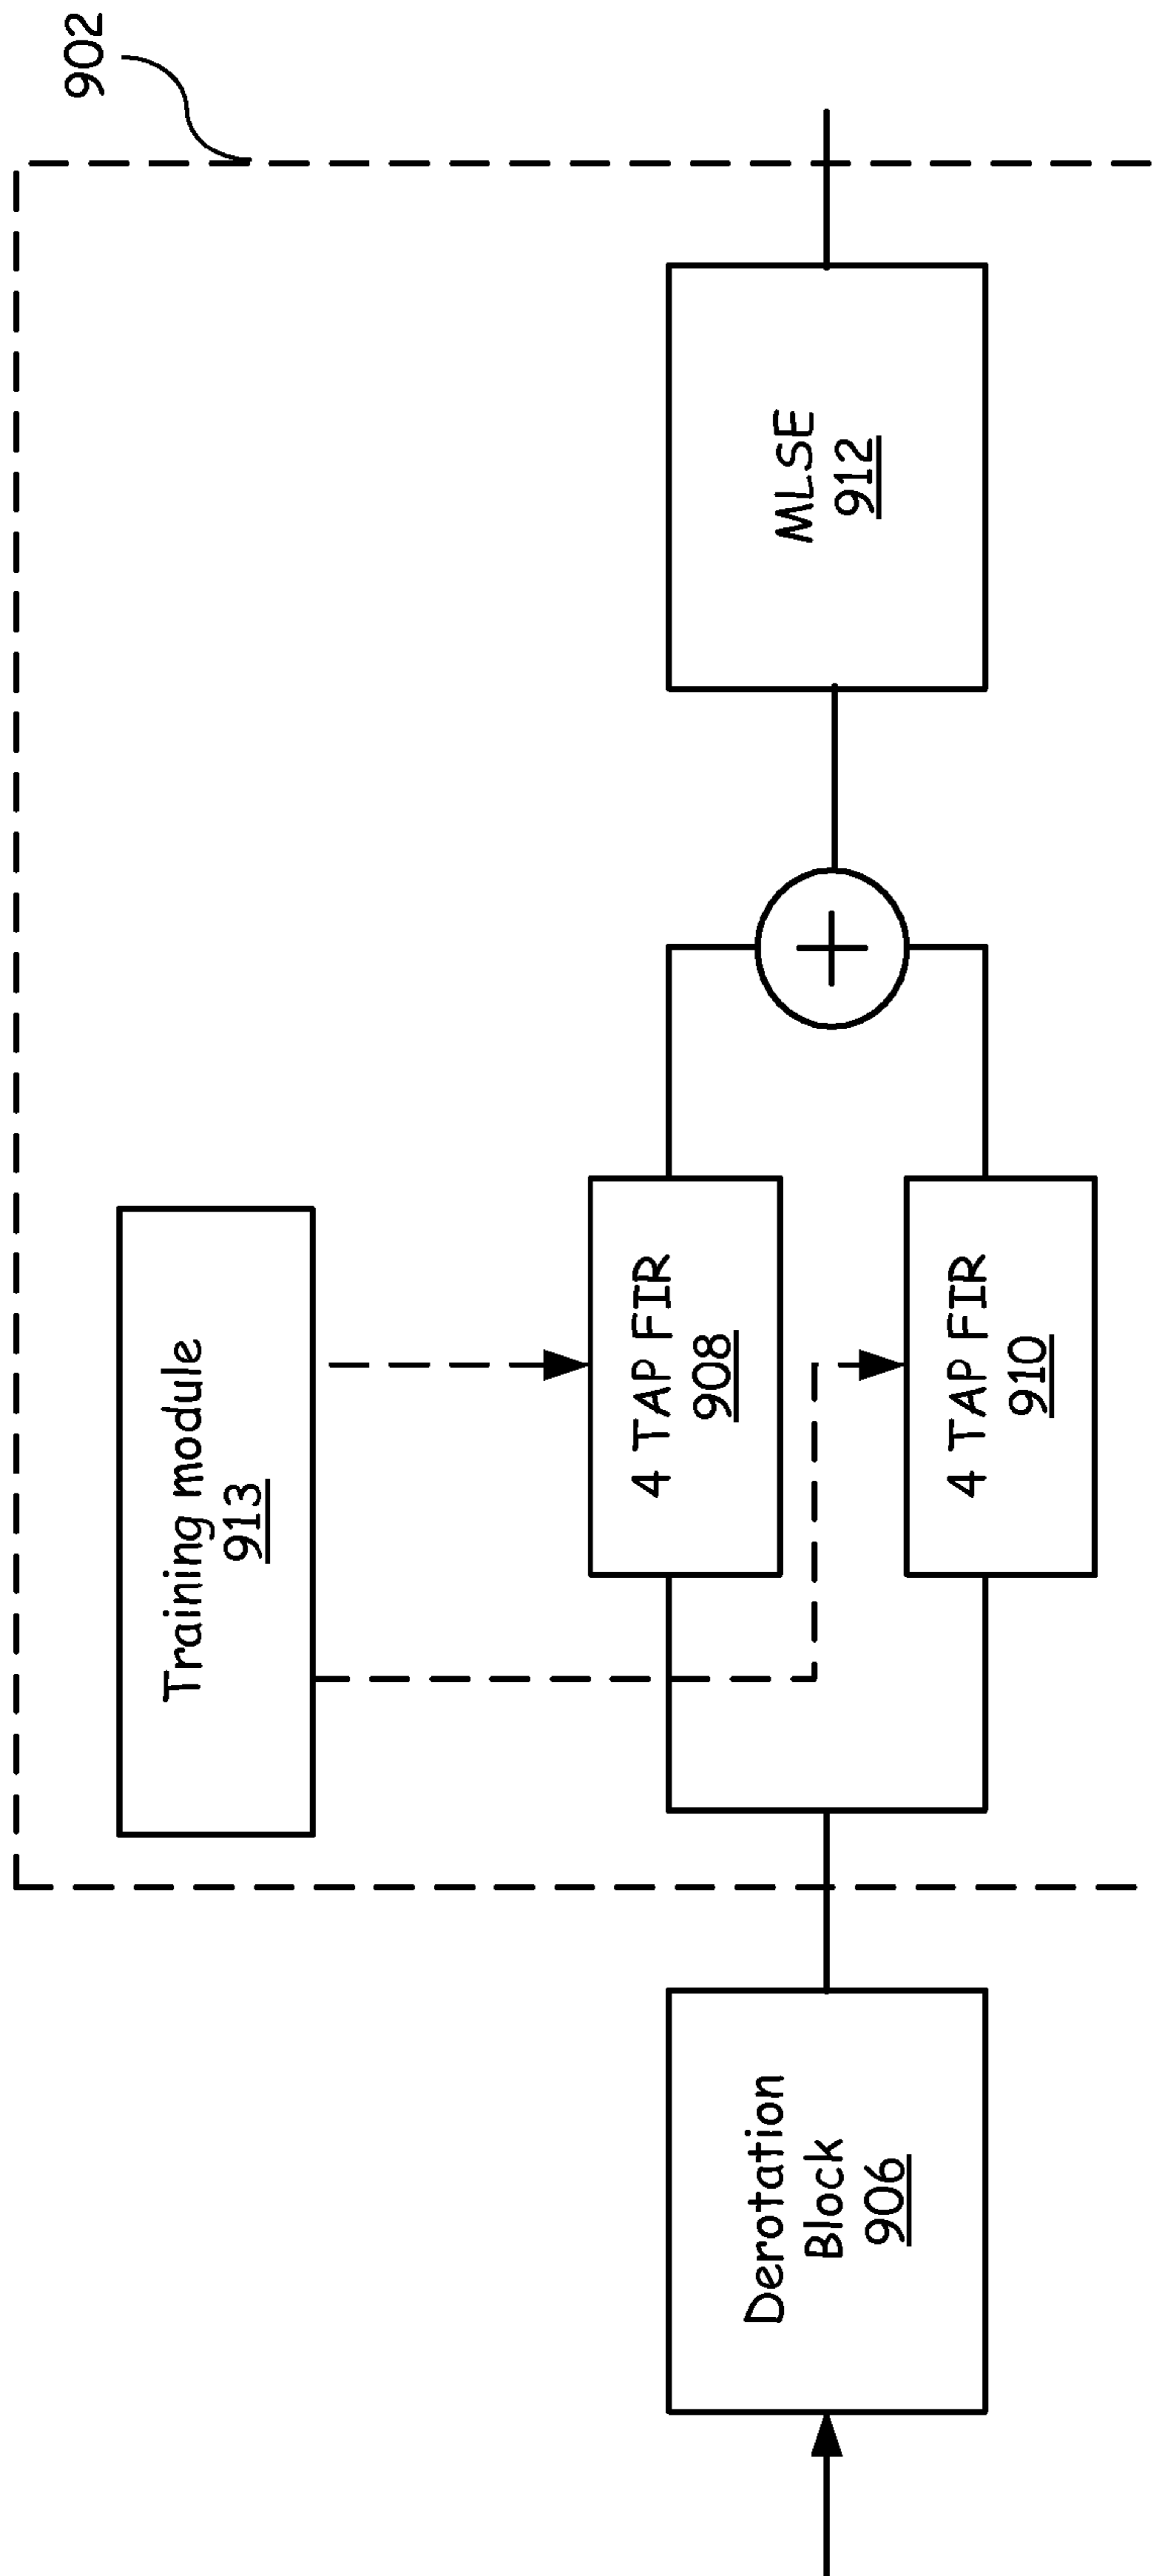 902
Training module
913
4 TAP FIR
908
4 TAP FIR
910
+
MLSE
912
Derotation
Block
906